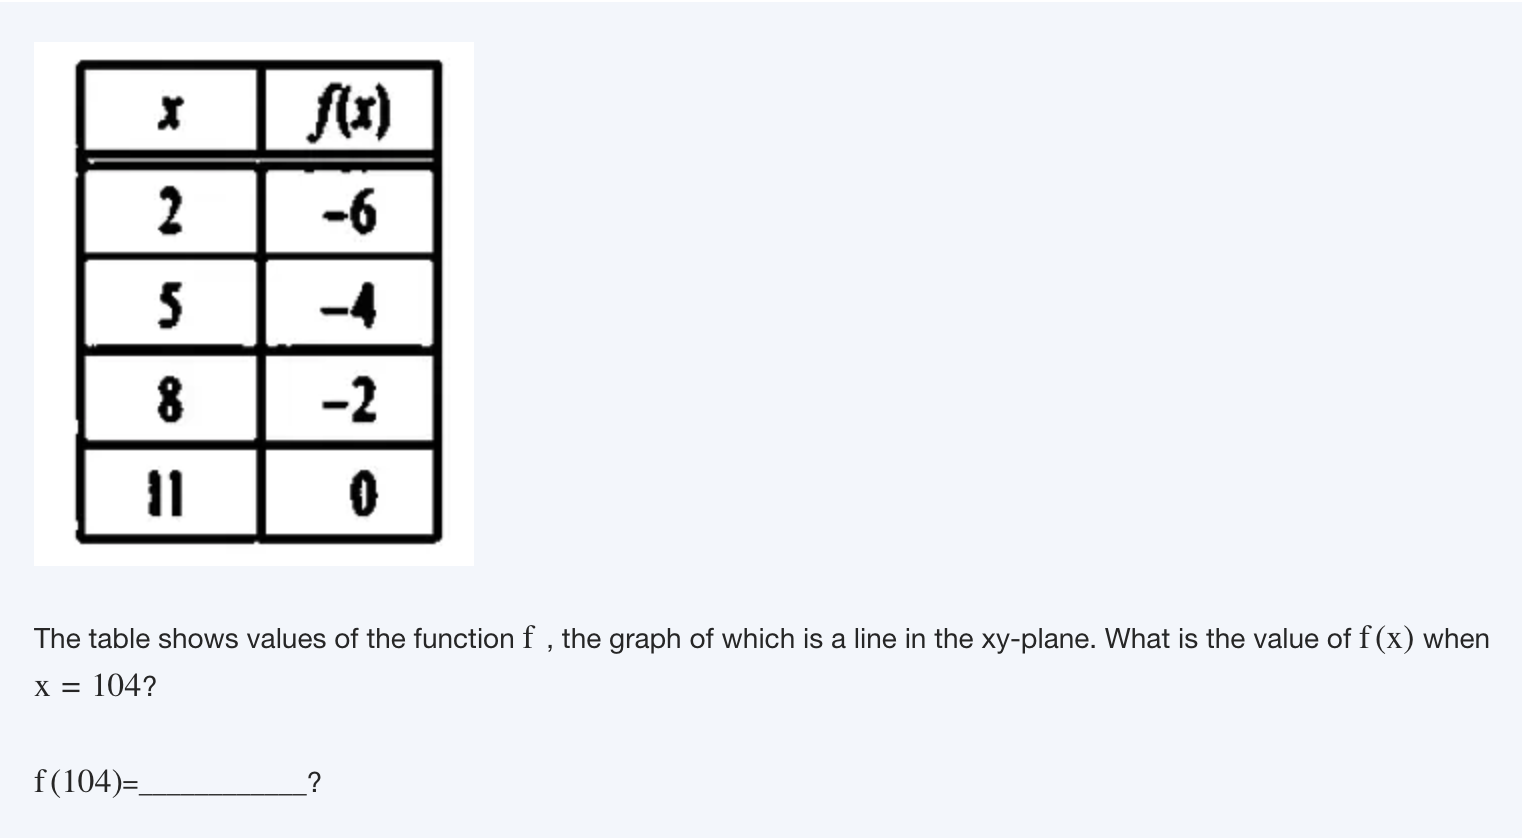 x f(x)
2 –6
5 –4
8 –2
11 0
The table shows values of the function f , the graph of which is a line in the xy-plane. What is the value of f(x) when
x = 104?
f(104)=____________?